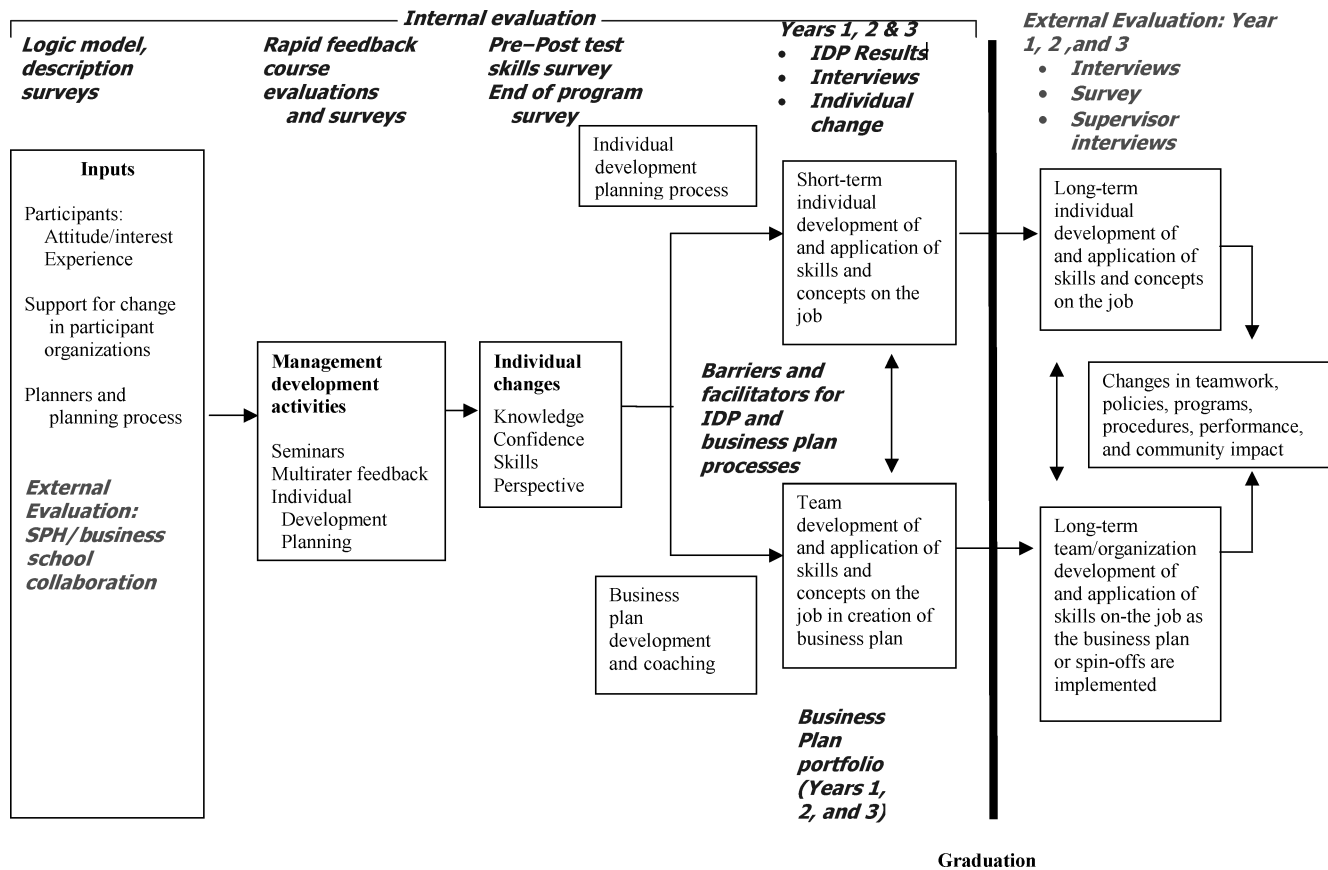 Internal evaluation
Logic model,
description
surveys
Rapid feedback
course
evaluations
and surveys
Pre–Post test
skills survey
End of program
survey
Years 1, 2 & 3
• IDP Results
• Interviews
• Individual
change
External Evaluation: Year
1, 2 ,and 3
• Interviews
• Survey
• Supervisor
interviews
Inputs
Participants:
Attitude/interest
Experience
Support for change
in participant
organizations
Planners and
planning process
External
Evaluation:
SPH/business
school
collaboration
Management
development
activities
Seminars
Multirater feedback
Individual
Development
Planning
Individual
changes
Knowledge
Confidence
Skills
Perspective
Individual
development
planning process
Business
plan
development
and coaching
Barriers and
facilitators for
IDP and
business plan
processes
Short-term
individual
development of
and application of
skills and
concepts on the
job
Team
development of
and application of
skills and
concepts on the
job in creation of
business plan
Business
Plan
portfolio
(Years 1,
2, and 3)
Long-term
individual
development of
and application of
skills and concepts
on the job
Changes in teamwork,
policies, programs,
procedures, performance,
and community impact
Long-term
team/organization
development of
and application of
skills on-the job as
the business plan
or spin-offs are
implemented
Graduation